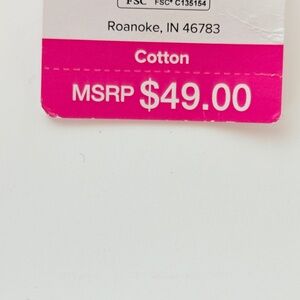 FSC FSC® C135154
Roanoke, IN 46783
Cotton
MSRP $49.00